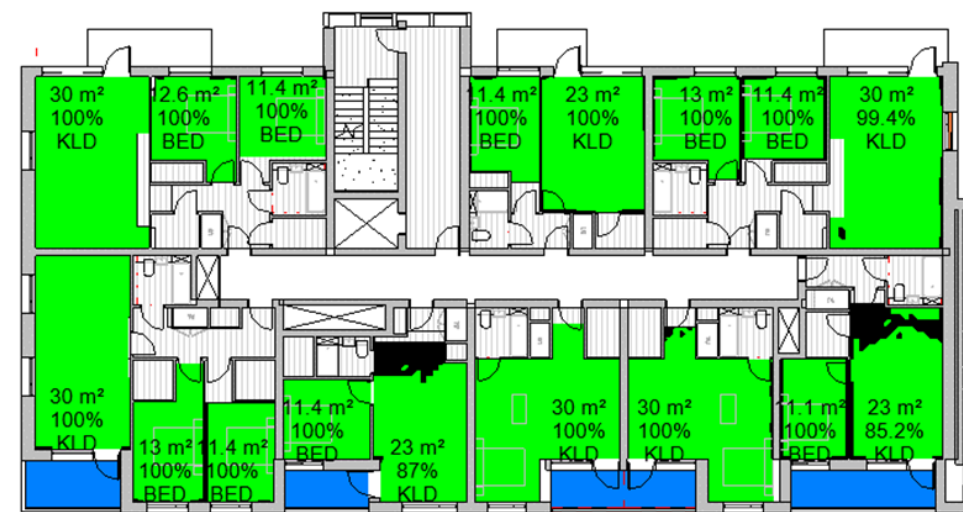 30 m²
100%
KLD
2.6 m²
100%
BED
11.4 m²
100%
BED
11.4 m²
100%
BED
23 m²
100%
KLD
13 m²
100%
BED
11.4 m²
100%
BED
30 m²
99.4%
KLD
30 m²
100%
KLD
13 m²
100%
BED
11.4 m²
100%
BED
11.4 m²
100%
BED
23 m²
87%
KLD
30 m²
100%
KLD
30 m²
100%
KLD
1.1 m²
100%
BED
23 m²
85.2%
KLD